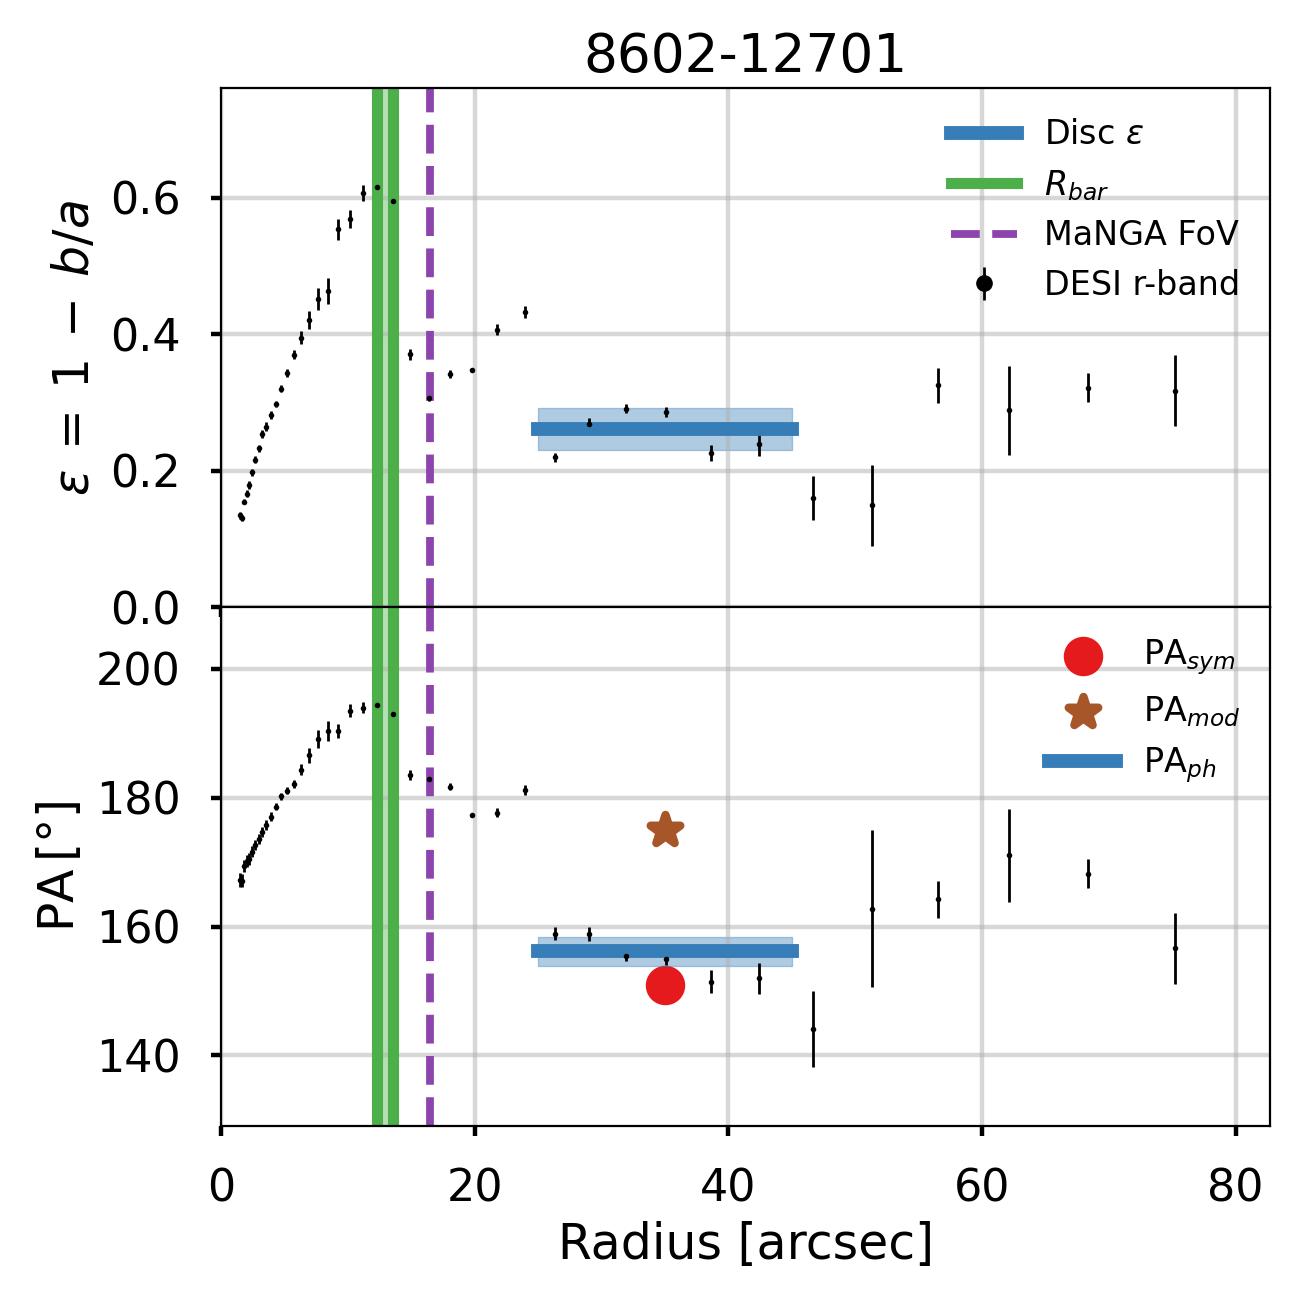 8602-12701
ε = 1 − b/a
0.6
0.4
0.2
0.0
Disc ε
R_bar
MaNGA FoV
DESI r-band
PA [°]
200
180
160
140
PA_sym
PA_mod
PA_ph
0 20 40 60 80
Radius [arcsec]